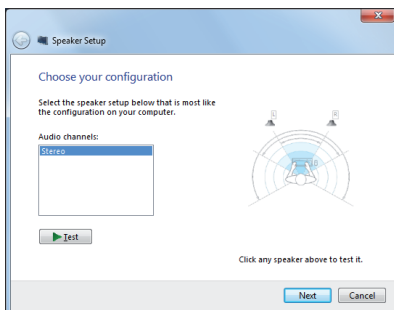 Speaker Setup
Choose your configuration
Select the speaker setup below that is most like
the configuration on your computer.
Audio channels:
Stereo
Test
L
R
Click any speaker above to test it.
Next
Cancel